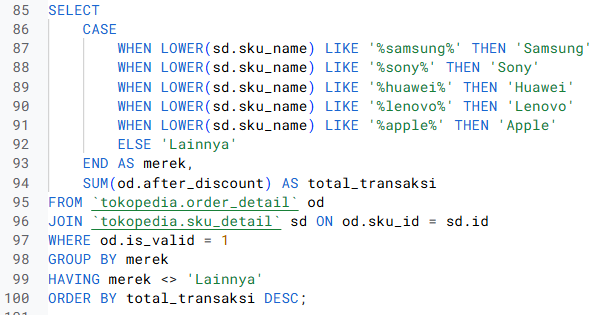 85 SELECT
86 CASE
87 WHEN LOWER(sd.sku_name) LIKE '%samsung%' THEN 'Samsung'
88 WHEN LOWER(sd.sku_name) LIKE '%sony%' THEN 'Sony'
89 WHEN LOWER(sd.sku_name) LIKE '%huawei%' THEN 'Huawei'
90 WHEN LOWER(sd.sku_name) LIKE '%lenovo%' THEN 'Lenovo'
91 WHEN LOWER(sd.sku_name) LIKE '%apple%' THEN 'Apple'
92 ELSE 'Lainnya'
93 END AS merek,
94 SUM(od.after_discount) AS total_transaksi
95 FROM `tokopedia.order_detail` od
96 JOIN `tokopedia.sku_detail` sd ON od.sku_id = sd.id
97 WHERE od.is_valid = 1
98 GROUP BY merek
99 HAVING merek <> 'Lainnya'
100 ORDER BY total_transaksi DESC;